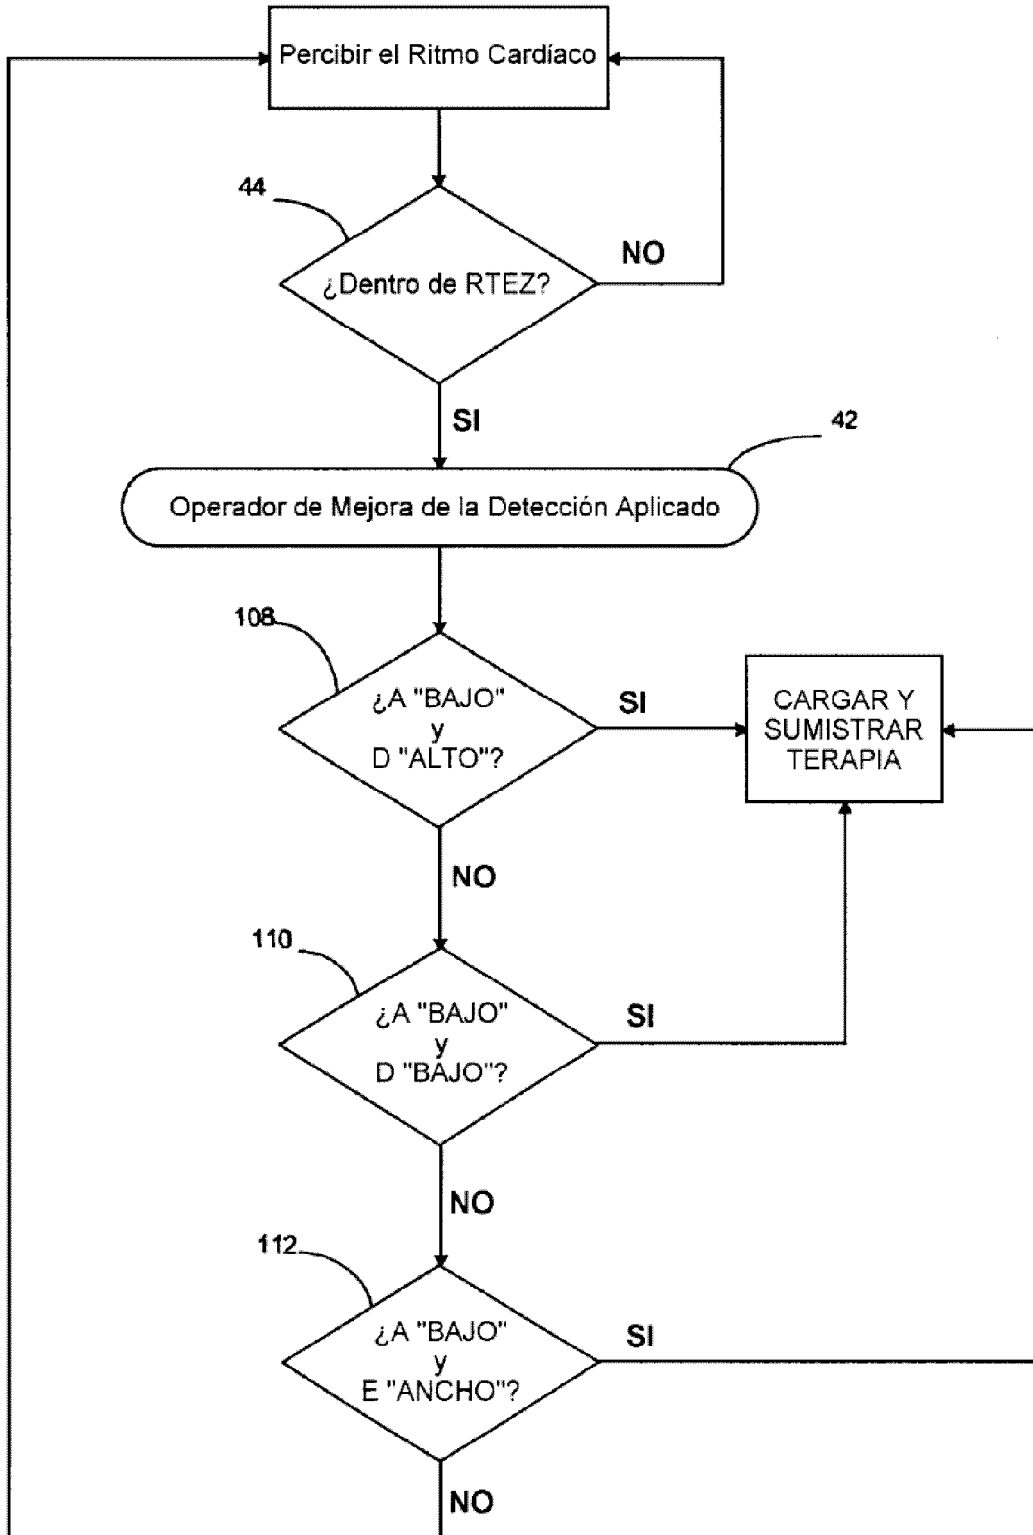 Percibir el Ritmo Cardíaco
44
¿Dentro de RTEZ?
NO
SI
42
Operador de Mejora de la Detección Aplicado
108
¿A "BAJO"
y
D "ALTO"?
SI
CARGAR Y
SUMISTRAR
TERAPIA
NO
110
¿A "BAJO"
y
D "BAJO"?
SI
NO
112
¿A "BAJO"
y
E "ANCHO"?
SI
NO